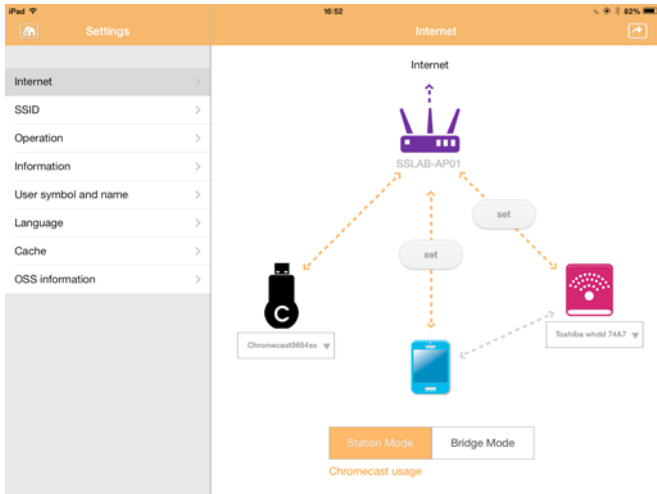 iPad 16:52 82%
Settings
Internet
Internet
SSID
Operation
Information
User symbol and name
Language
Cache
OSS information
Internet
SSLAB-AP01
set
set
C
Chromecast9654ss
Toshiba whdd 74A7
Station Mode
Bridge Mode
Chromecast usage